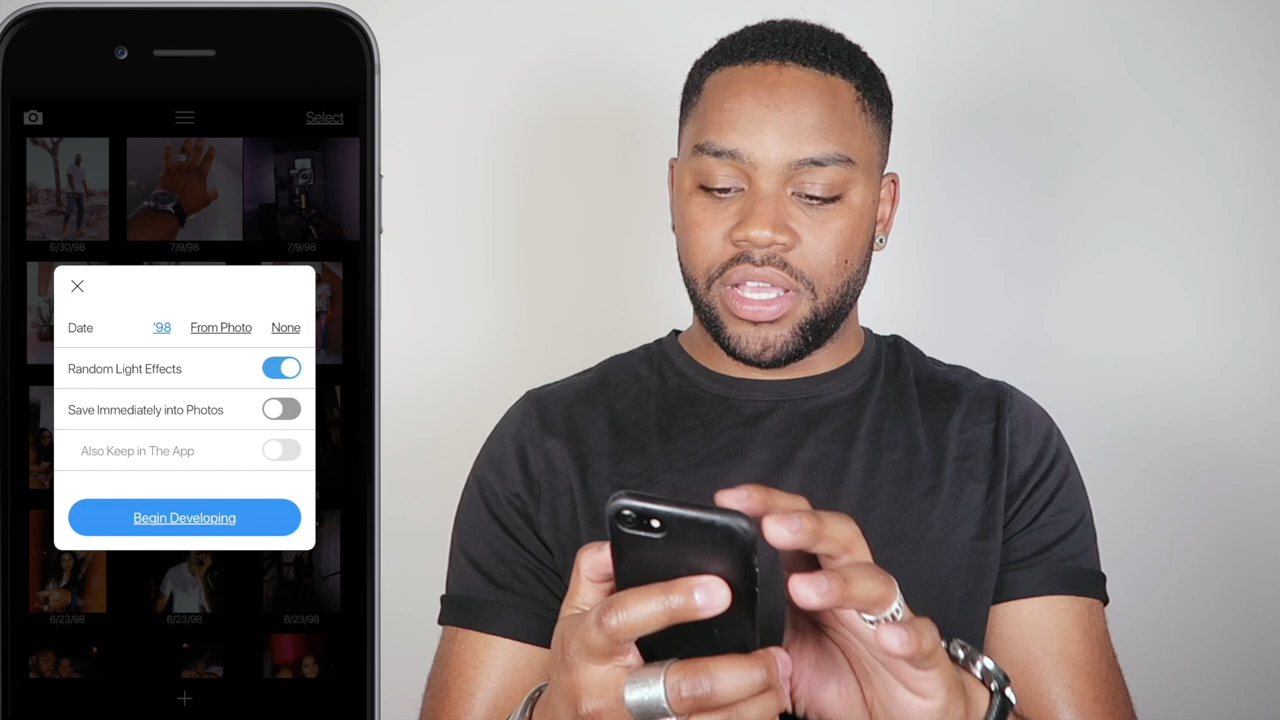 Select
6/30/98 7/9/98 7/9/98
Date '98 From Photo None
Random Light Effects
Save Immediately into Photos
Also Keep in The App
Begin Developing
6/23/98 6/23/98 6/23/98